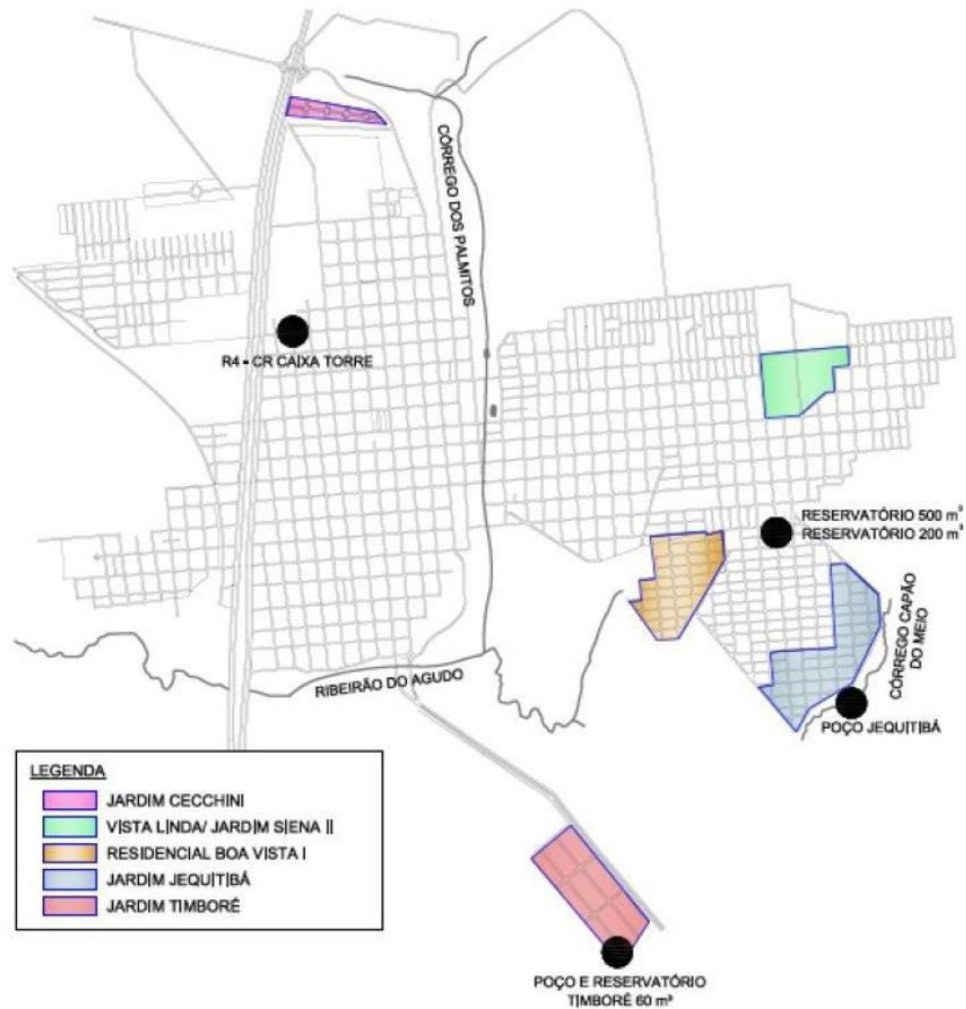 CÓRREGO DOS PALMITOS
R4 - CR CAIXA TORRE
RESERVATÓRIO 500 m³
RESERVATÓRIO 200 m³
CÓRREGO CAPÃO
DO MEIO
RIBEIRÃO DO AGUDO
POÇO JEQUITIBÁ
LEGENDA
JARDIM CECCHINI
VISTA LINDA/ JARDIM SIENA II
RESIDENCIAL BOA VISTA I
JARDIM JEQUITIBÁ
JARDIM TIMBORÉ
POÇO E RESERVATÓRIO
TIMBORÉ 60 m³